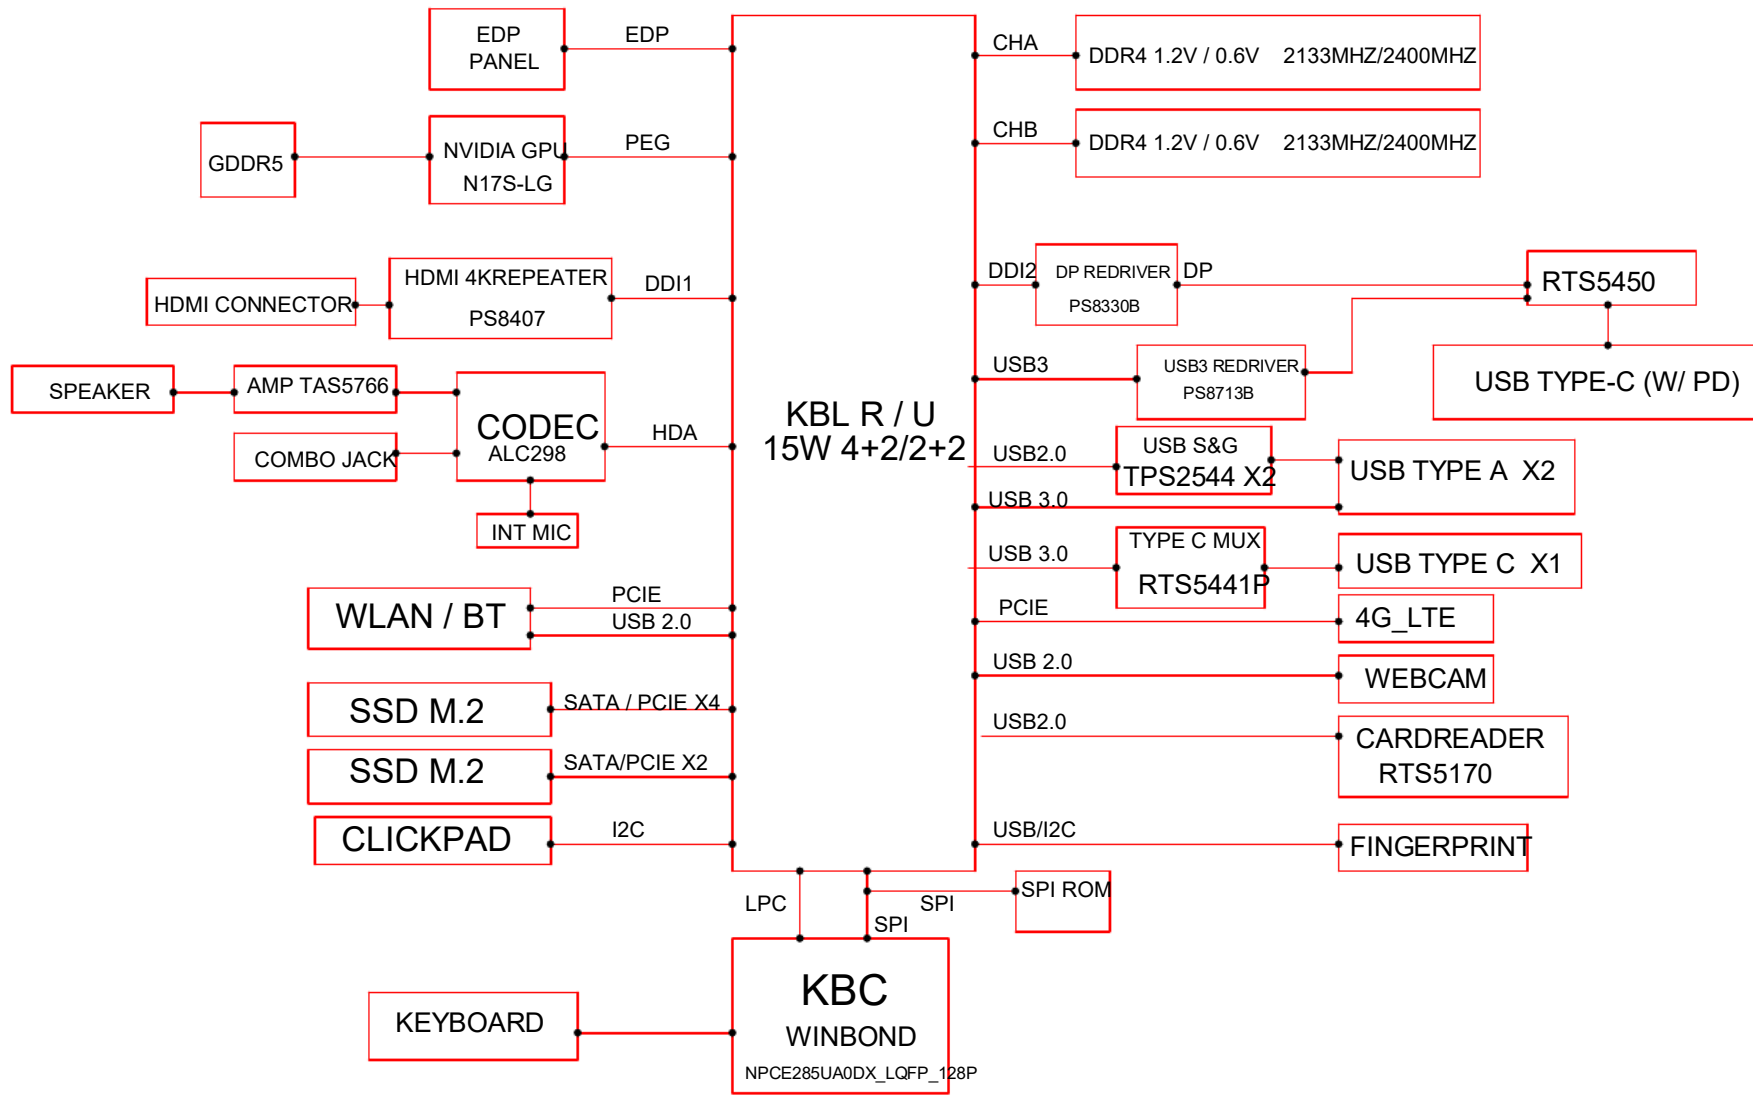 EDP
PANEL
EDP
CHA
DDR4 1.2V / 0.6V 2133MHZ/2400MHZ
GDDR5
NVIDIA GPU
N17S-LG
PEG
CHB
DDR4 1.2V / 0.6V 2133MHZ/2400MHZ
HDMI CONNECTOR
HDMI 4KREPEATER
PS8407
DDI1
DDI2
DP REDRIVER
PS8330B
DP
RTS5450
SPEAKER
AMP TAS5766
COMBO JACK
CODEC
ALC298
HDA
INT MIC
KBL R / U
15W 4+2/2+2
USB3
USB3 REDRIVER
PS8713B
USB TYPE-C (W/ PD)
USB2.0
USB S&G
TPS2544 X2
USB TYPE A X2
USB 3.0
USB 3.0
TYPE C MUX
RTS5441P
USB TYPE C X1
WLAN / BT
PCIE
USB 2.0
PCIE
4G_LTE
USB 2.0
WEBCAM
SSD M.2
SATA / PCIE X4
USB2.0
CARDREADER
RTS5170
SSD M.2
SATA/PCIE X2
CLICKPAD
I2C
USB/I2C
FINGERPRINT
LPC
SPI
SPI
SPI ROM
KEYBOARD
KBC
WINBOND
NPCE285UA0DX_LQFP_128P